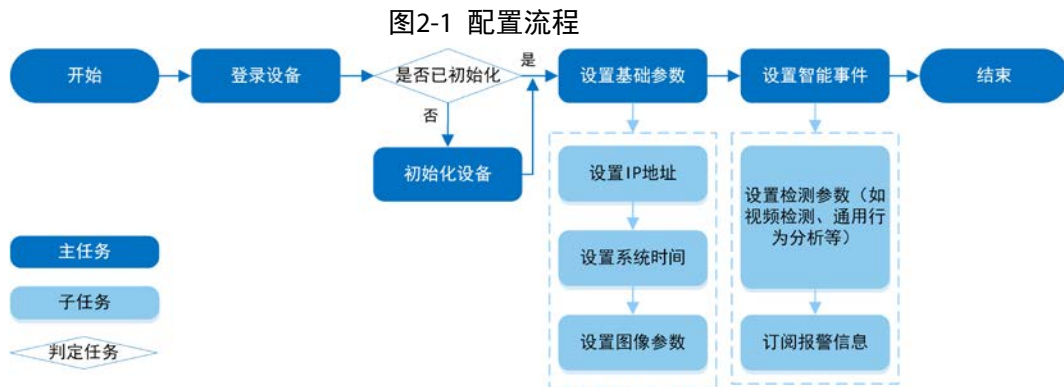 图2-1 配置流程
开始
登录设备
是否已初始化
是
设置基础参数
设置智能事件
结束
否
初始化设备
设置IP地址
设置系统时间
设置图像参数
设置检测参数（如
视频检测、通用行
为分析等）
订阅报警信息
主任务
子任务
判定任务